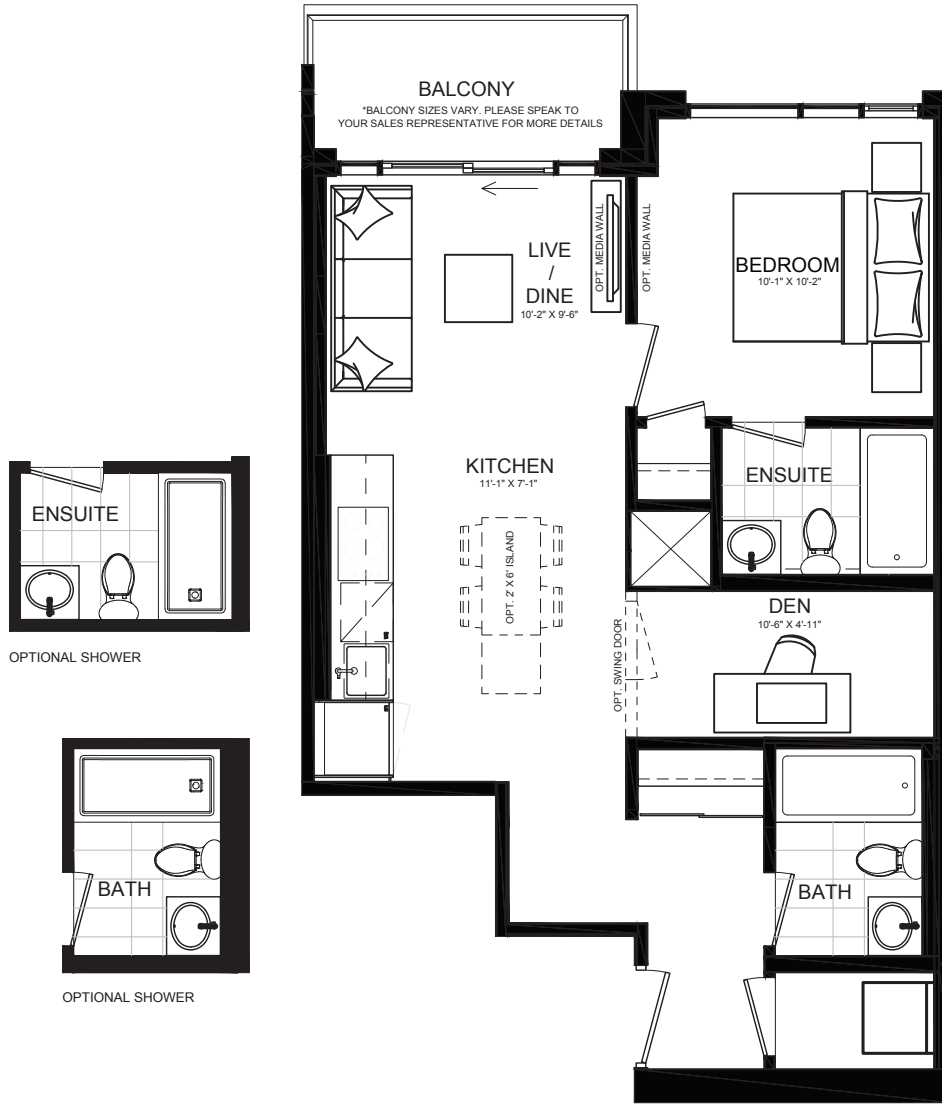 BALCONY
*BALCONY SIZES VARY. PLEASE SPEAK TO
YOUR SALES REPRESENTATIVE FOR MORE DETAILS
LIVE
/
DINE
10'-2" X 9'-6"
OPT. MEDIA WALL
OPT. MEDIA WALL
BEDROOM
10'-1" X 10'-2"
KITCHEN
11'-1" X 7'-1"
OPT. 2' X 6' ISLAND
ENSUITE
DEN
10'-6" X 4'-11"
OPT. SWING DOOR
BATH
ENSUITE
OPTIONAL SHOWER
BATH
OPTIONAL SHOWER